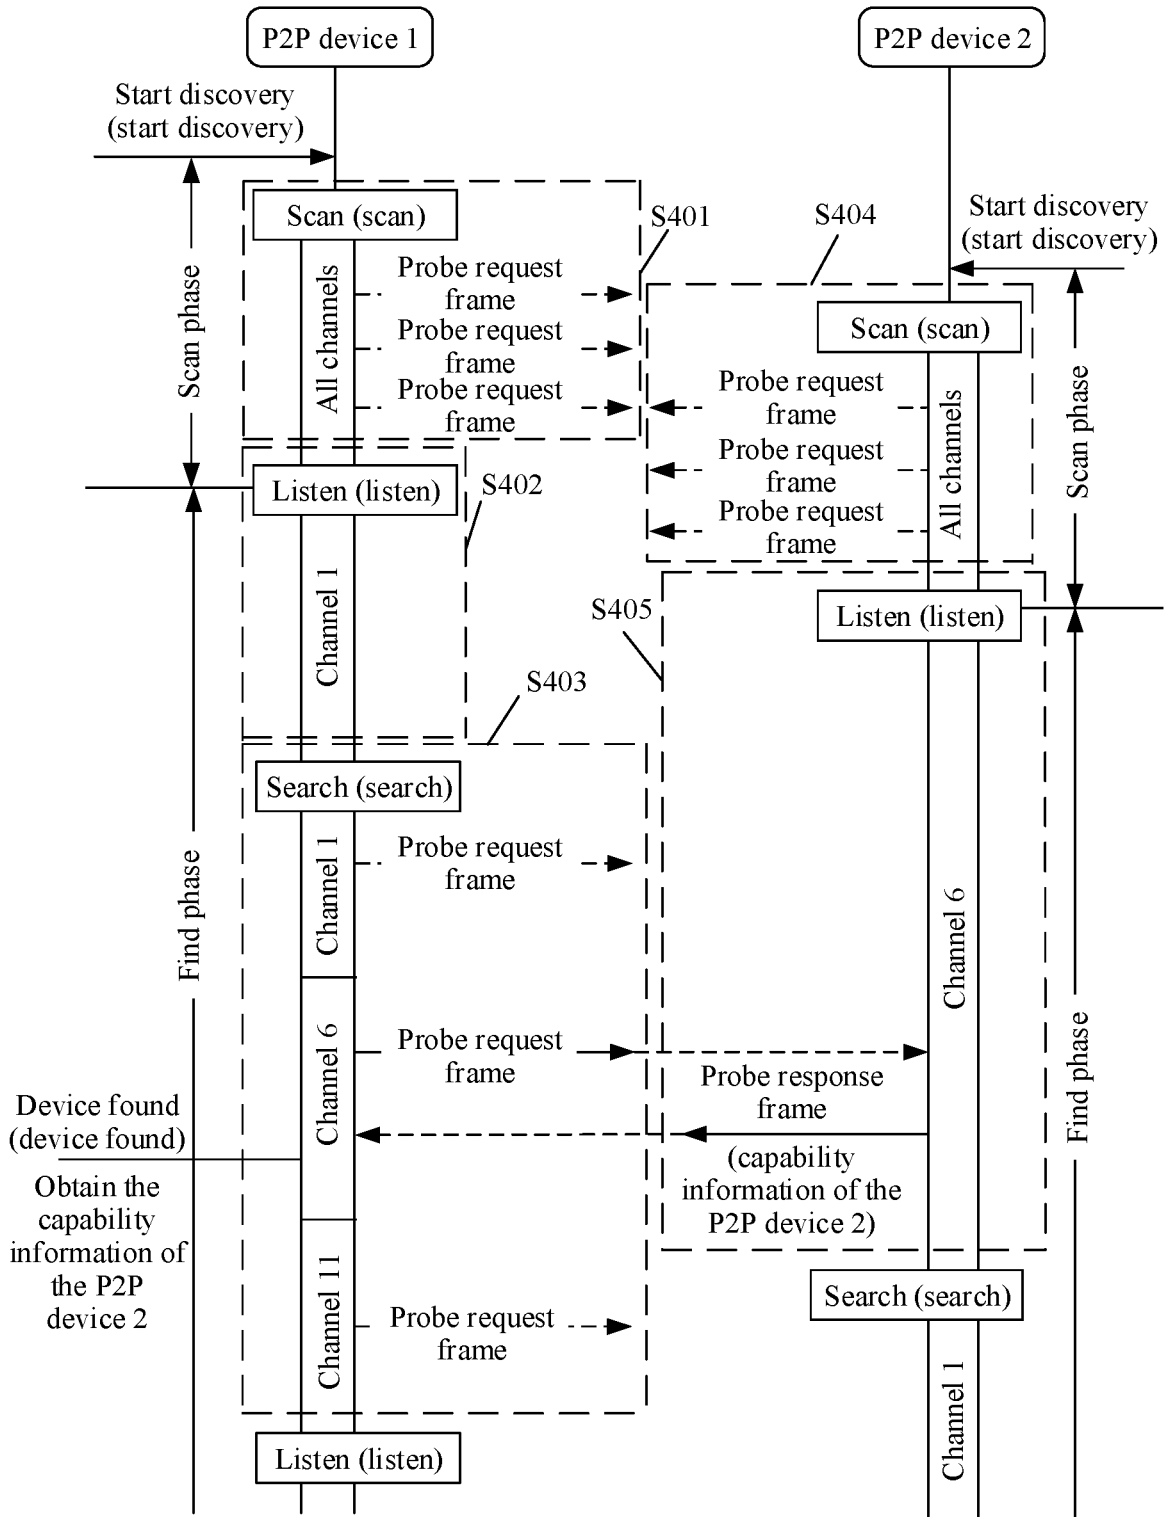 P2P device 1
P2P device 2
Start discovery
(start discovery)
Scan (scan)
S401
S404
Start discovery
(start discovery)
Scan phase
All channels
Probe request
frame
Probe request
frame
Probe request
frame
Scan (scan)
Probe request
frame
Probe request
frame
Probe request
frame
All channels
Scan phase
Listen (listen)
S402
Channel 1
S405
Listen (listen)
S403
Search (search)
Channel 1
Probe request
frame
Find phase
Channel 6
Channel 6
Probe request
frame
Probe response
frame
(capability
information of the
P2P device 2)
Find phase
Device found
(device found)
Obtain the
capability
information of
the P2P
device 2
Channel 11
Probe request
frame
Search (search)
Channel 1
Listen (listen)